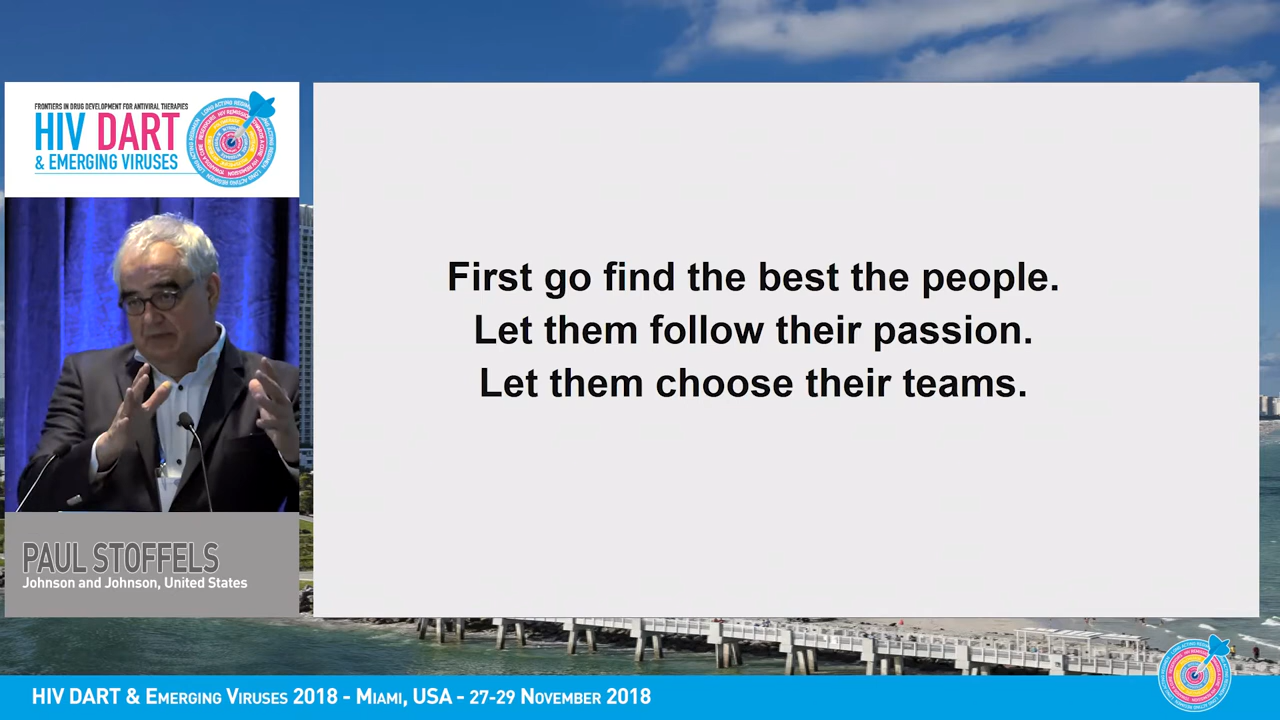 FRONTIERS IN DRUG DEVELOPMENT FOR ANTIVIRAL THERAPIES
HIV DART
& EMERGING VIRUSES
First go find the best the people.
Let them follow their passion.
Let them choose their teams.
PAUL STOFFELS
Johnson and Johnson, United States
HIV DART & EMERGING VIRUSES 2018 - MIAMI, USA - 27-29 NOVEMBER 2018